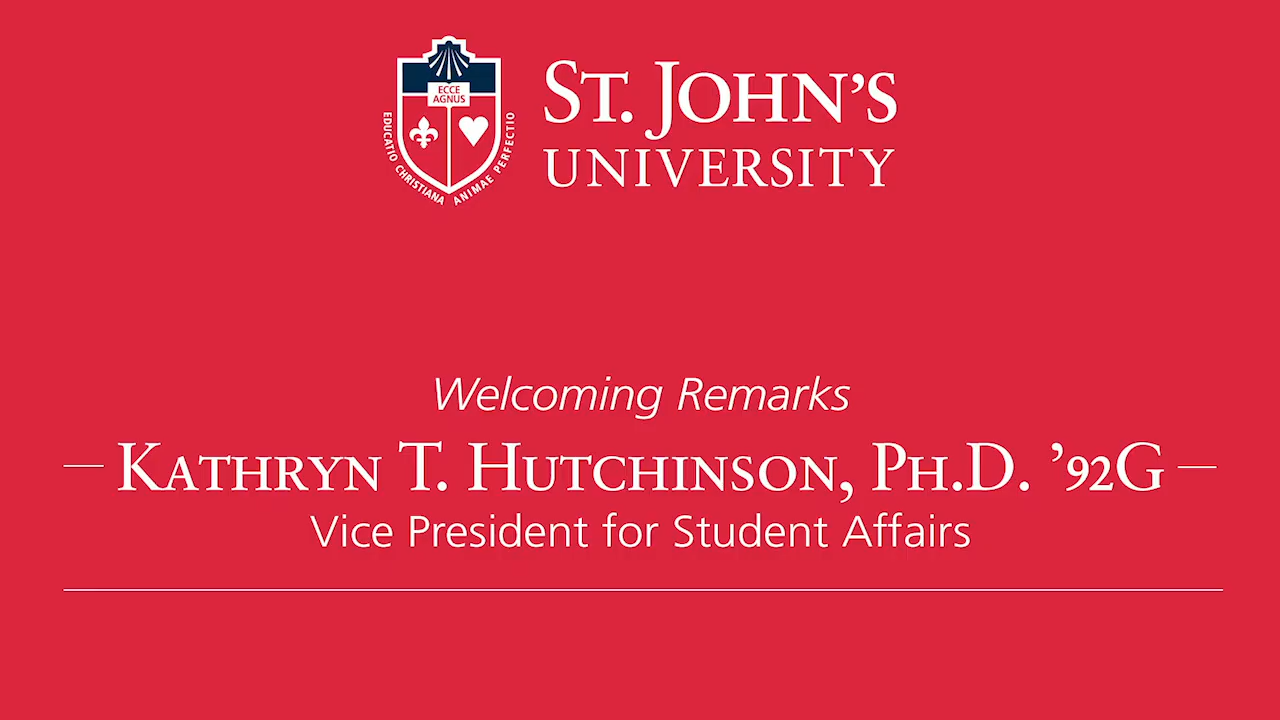 ECCE
AGNUS
EDUCATIO CHRISTIANA ANIMAE PERFECTIO
ST. JOHN'S
UNIVERSITY
Welcoming Remarks
KATHRYN T. HUTCHINSON, PH.D. ’92G
Vice President for Student Affairs